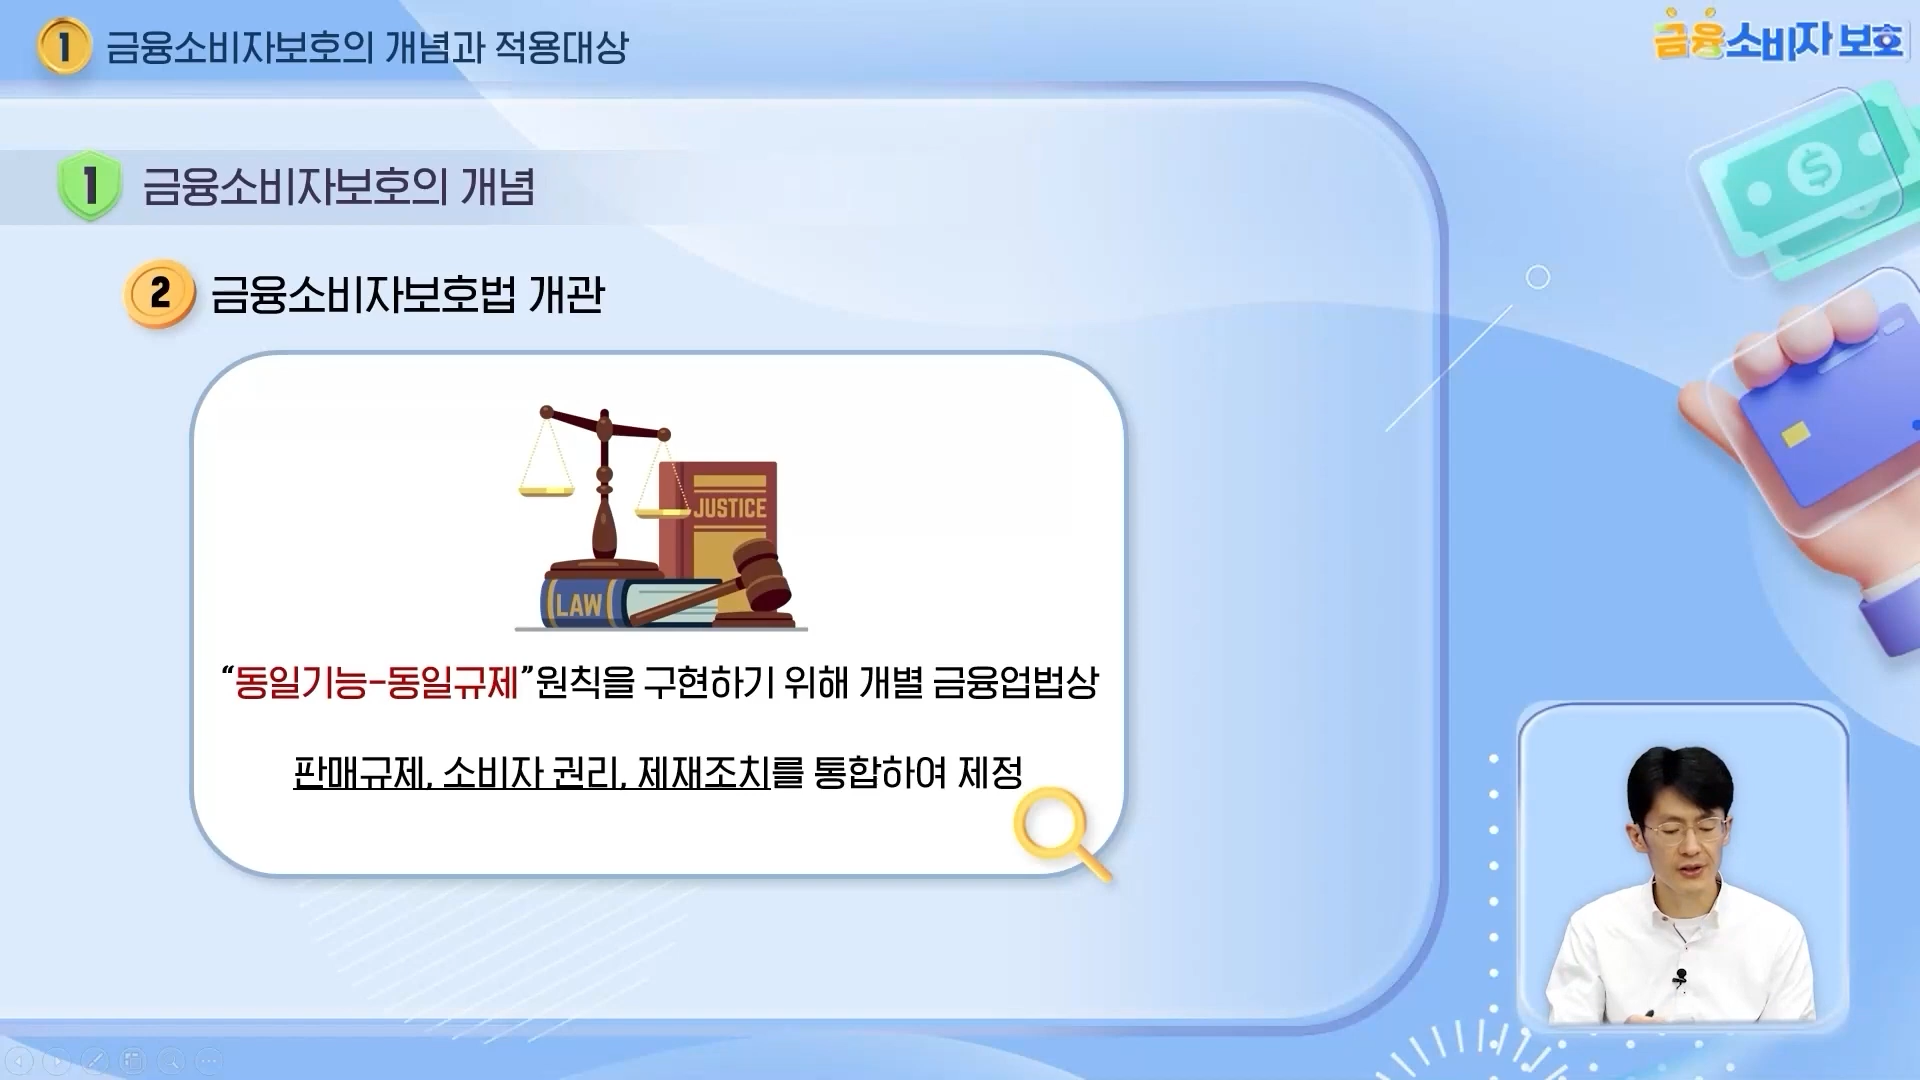 1 금융소비자보호의 개념과 적용대상
금융소비자 보호
1 금융소비자보호의 개념
2 금융소비자보호법 개관
JUSTICE
LAW
“동일기능-동일규제”원칙을 구현하기 위해 개별 금융업법상
판매규제, 소비자 권리, 제재조치를 통합하여 제정